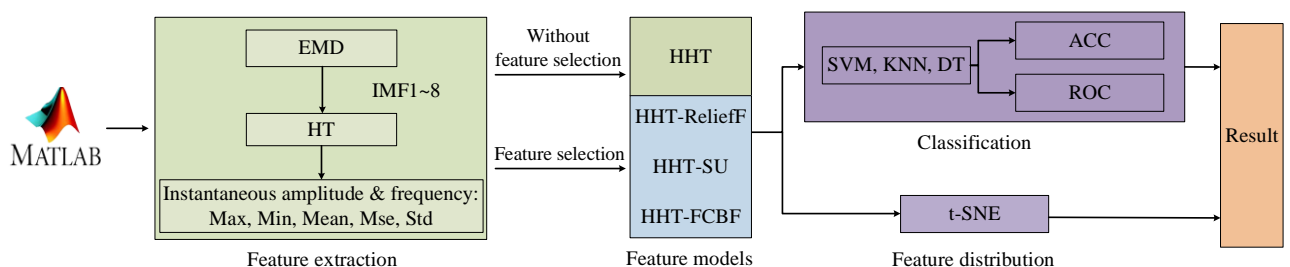 MATLAB
EMD
IMF1~8
HT
Instantaneous amplitude & frequency:
Max, Min, Mean, Mse, Std
Feature extraction
Without
feature selection
Feature selection
HHT
HHT-ReliefF
HHT-SU
HHT-FCBF
Feature models
SVM, KNN, DT
ACC
ROC
Classification
t-SNE
Feature distribution
Result